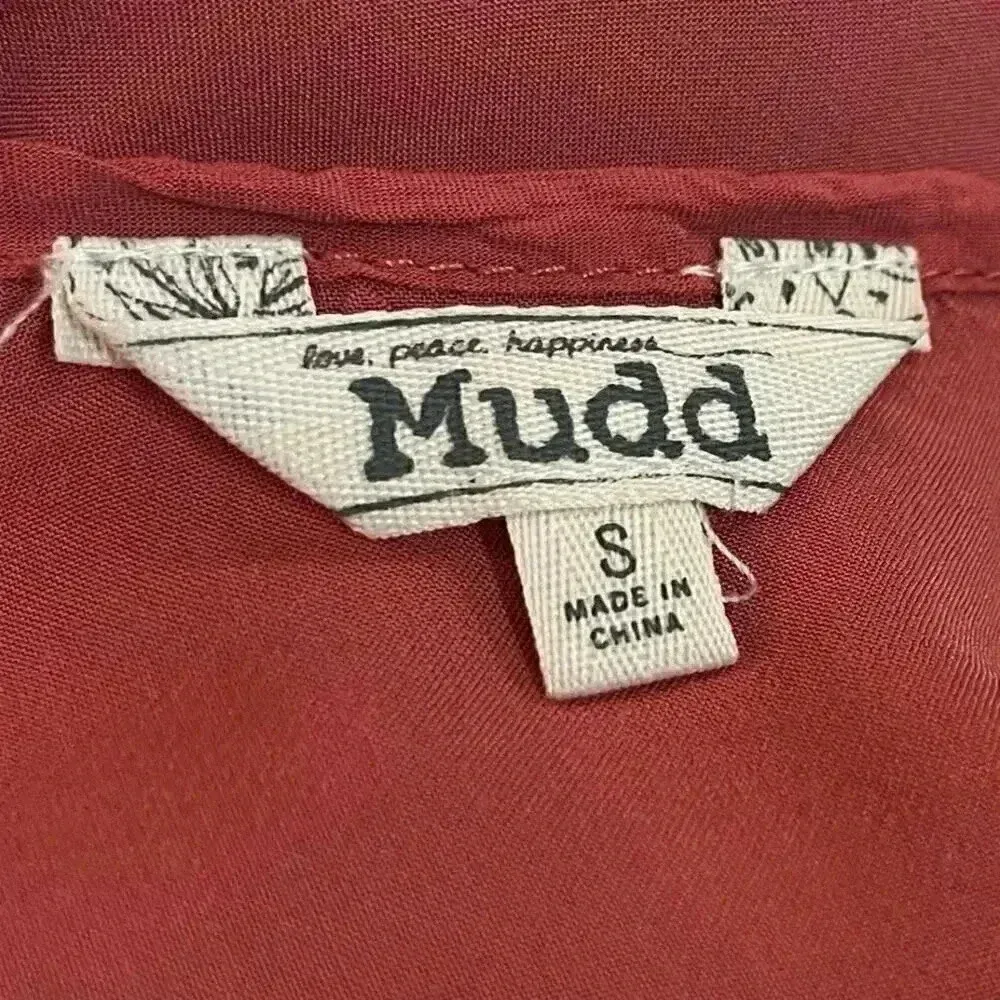 love. peace. happiness
Mudd
S
MADE IN
CHINA